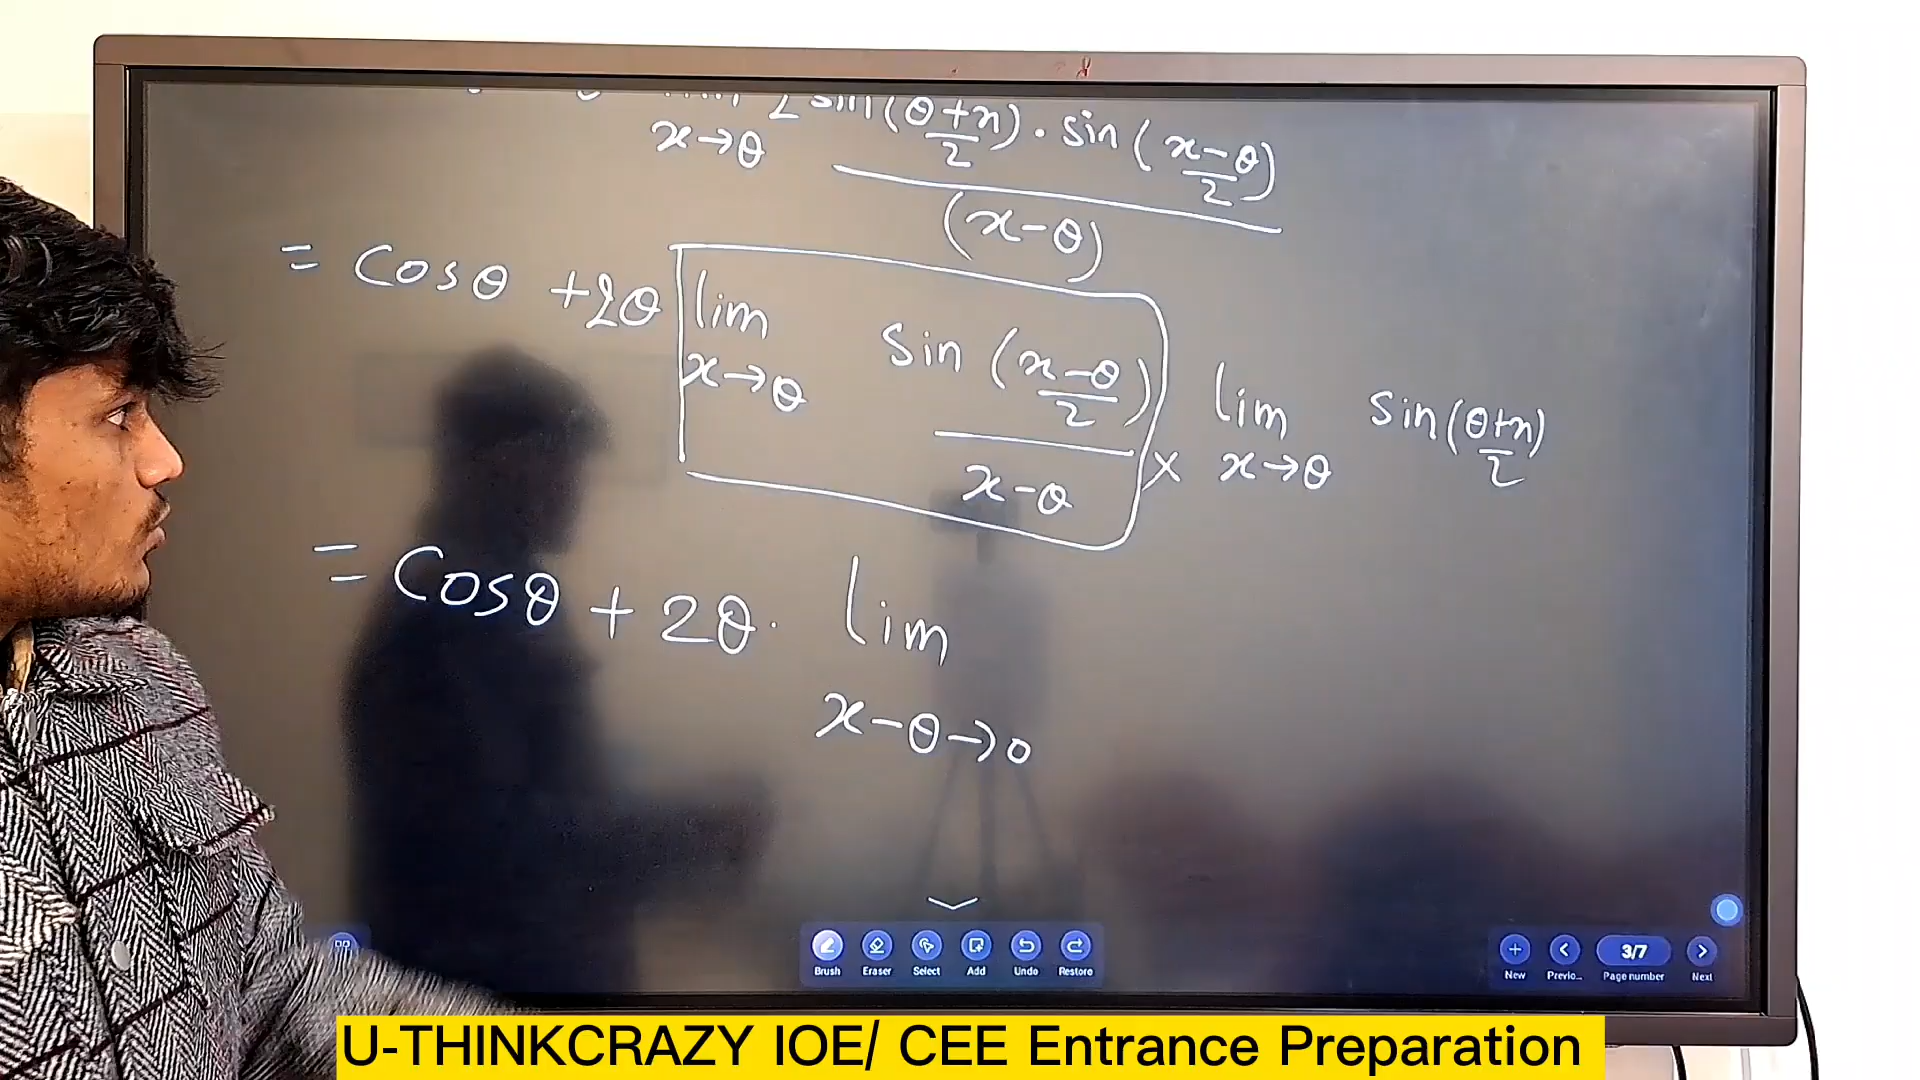 2 sin(θ+x/2) · sin(x-θ/2)
x→θ
(x-θ)
= Cosθ +2θ lim x→θ sin(x-θ/2)/x-θ × lim x→θ sin(θ+x/2)
= Cosθ + 2θ· lim
x-θ→0
Brush Eraser Select Add Undo Restore
New Previo... 3/7 Page number Next
U-THINKCRAZY IOE/ CEE Entrance Preparation